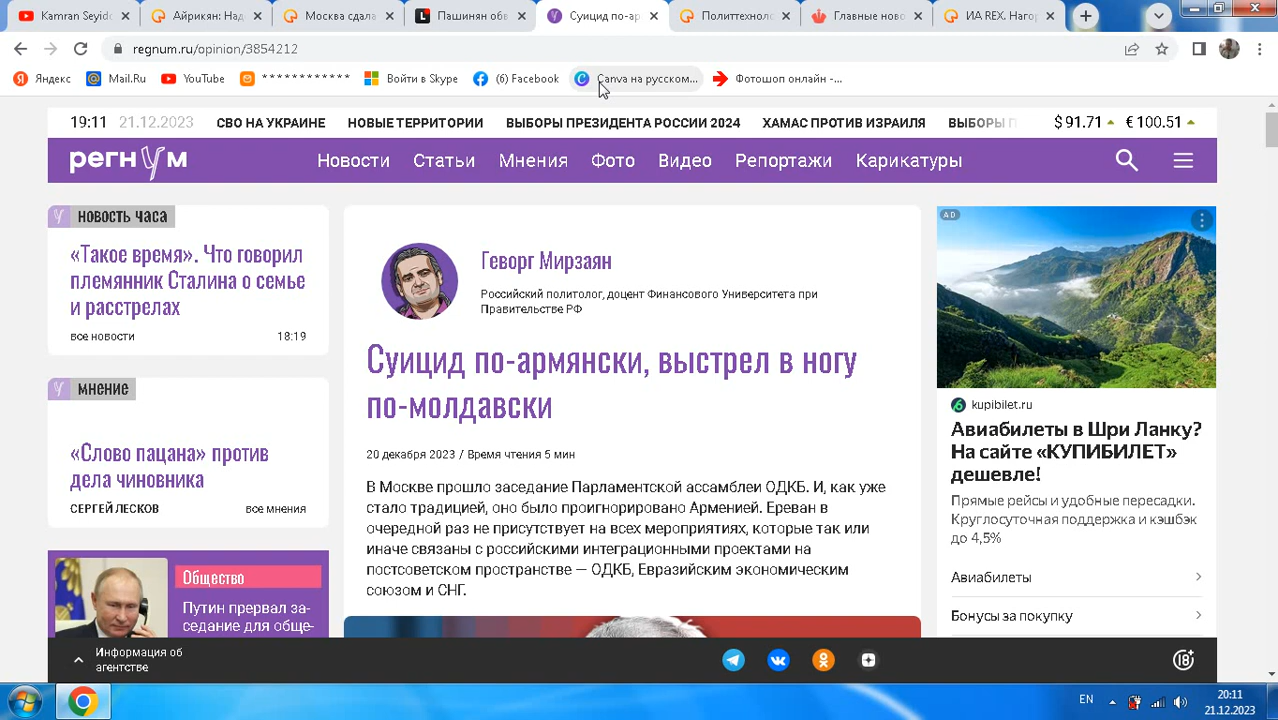 Kamran Seyid
Айрикян: Над
Москва сдала
Пашинян об
Суицид по-ар
Политтехнол
Главные ново
ИА REX: Нагор
regnum.ru/opinion/3854212
Яндекс
Mail.Ru
YouTube
* * * * * * * * * * * *
Войти в Skype
(6) Facebook
Canva на русском...
Фотошоп онлайн -...
19:11 21.12.2023
СВО НА УКРАИНЕ
НОВЫЕ ТЕРРИТОРИИ
ВЫБОРЫ ПРЕЗИДЕНТА РОССИИ 2024
ХАМАС ПРОТИВ ИЗРАИЛЯ
ВЫБОРЫ П
$ 91.71 € 100.51
регнум
Новости
Статьи
Мнения
Фото
Видео
Репортажи
Карикатуры
новость часа
«Такое время». Что говорил
племянник Сталина о семье
и расстрелах
все новости 18:19
мнение
«Слово пацана» против
дела чиновника
СЕРГЕЙ ЛЕСКОВ все мнения
Общество
Путин прервал за-
седание для обще-
Геворг Мирзаян
Российский политолог, доцент Финансового Университета при
Правительстве РФ
Суицид по-армянски, выстрел в ногу
по-молдавски
20 декабря 2023 / Время чтения 5 мин
В Москве прошло заседание Парламентской ассамблеи ОДКБ. И, как уже
стало традицией, оно было проигнорировано Арменией. Ереван в
очередной раз не присутствует на всех мероприятиях, которые так или
иначе связаны с российскими интеграционными проектами на
постсоветском пространстве — ОДКБ, Евразийским экономическим
союзом и СНГ.
AD
kupibilet.ru
Авиабилеты в Шри Ланку?
На сайте «КУПИБИЛЕТ»
дешевле!
Прямые рейсы и удобные пересадки.
Круглосуточная поддержка и кэшбэк
до 4,5%
Авиабилеты
Бонусы за покупку
Информация об
агентстве
18+
EN
20:11
21.12.2023